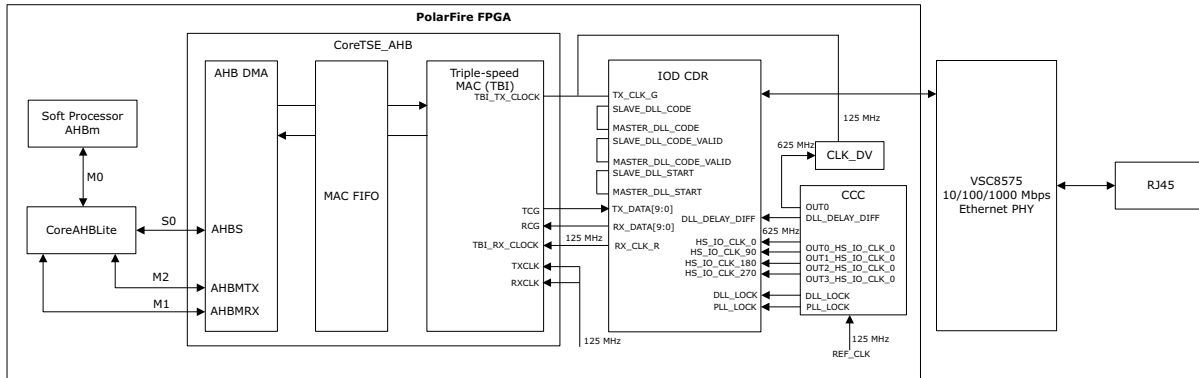 PolarFire FPGA
CoreTSE_AHB
Soft Processor
AHBm
M0
CoreAHBLite
S0
M2
M1
AHB DMA
AHBS
AHBMTX
AHBMRX
MAC FIFO
Triple-speed
MAC (TBI)
TBI_TX_CLOCK
TCG
RCG
TBI_RX_CLOCK
TXCLK
RXCLK
125 MHz
125 MHz
IOD CDR
TX_CLK_G
SLAVE_DLL_CODE
MASTER_DLL_CODE
SLAVE_DLL_CODE_VALID
MASTER_DLL_CODE_VALID
SLAVE_DLL_START
MASTER_DLL_START
TX_DATA[9:0]
DLL_DELAY_DIFF
RX_DATA[9:0]
HS_IO_CLK_0
RX_CLK_R
HS_IO_CLK_90
HS_IO_CLK_180
HS_IO_CLK_270
DLL_LOCK
PLL_LOCK
125 MHz
625 MHz
CLK_DV
CCC
OUT0
DLL_DELAY_DIFF
625 MHz
OUT0_HS_IO_CLK_0
OUT1_HS_IO_CLK_0
OUT2_HS_IO_CLK_0
OUT3_HS_IO_CLK_0
DLL_LOCK
PLL_LOCK
125 MHz
REF_CLK
VSC8575
10/100/1000 Mbps
Ethernet PHY
RJ45